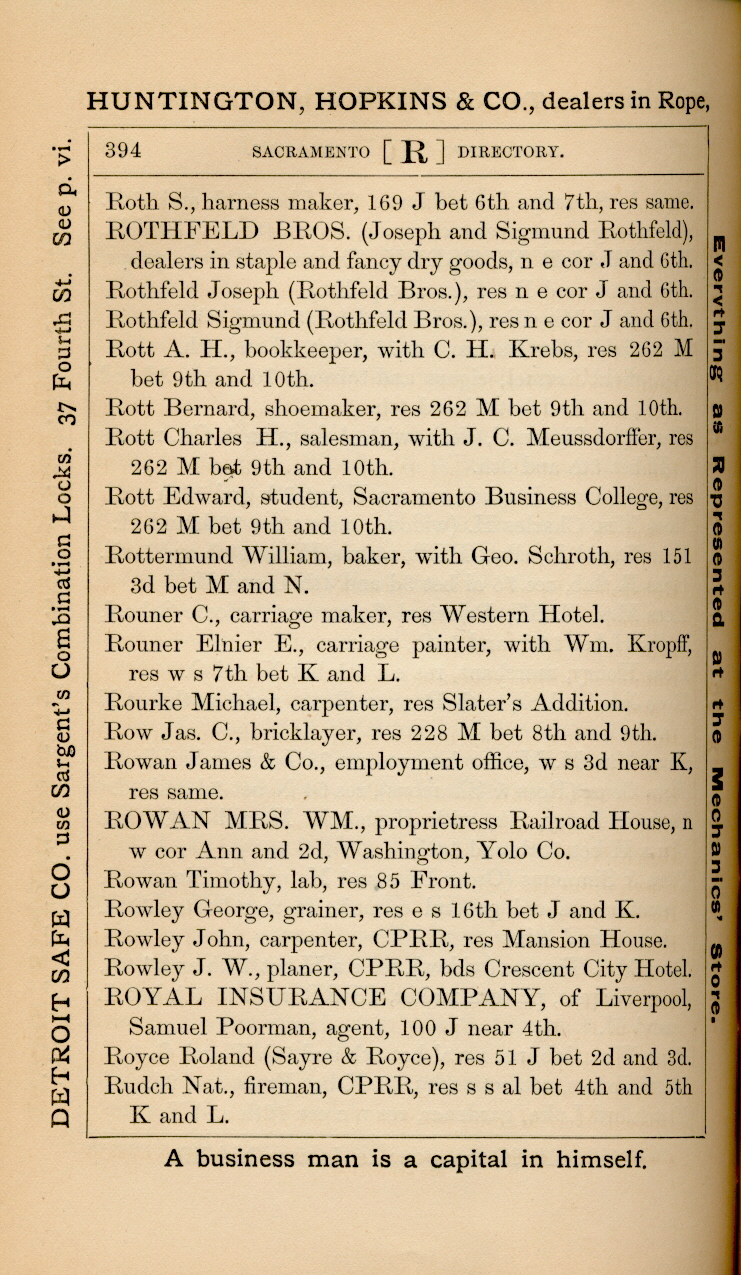 HUNTINGTON, HOPKINS & CO., dealers in Rope,
394 SACRAMENTO [ R ] DIRECTORY.
Roth S., harness maker, 169 J bet 6th and 7th, res same.
ROTHFELD BROS. (Joseph and Sigmund Rothfeld),
dealers in staple and fancy dry goods, n e cor J and 6th.
Rothfeld Joseph (Rothfeld Bros.), res n e cor J and 6th.
Rothfeld Sigmund (Rothfeld Bros.), res n e cor J and 6th.
Rott A. H., bookkeeper, with C. H. Krebs, res 262 M
bet 9th and 10th.
Rott Bernard, shoemaker, res 262 M bet 9th and 10th.
Rott Charles H., salesman, with J. C. Meussdorffer, res
262 M bet 9th and 10th.
Rott Edward, student, Sacramento Business College, res
262 M bet 9th and 10th.
Rottermund William, baker, with Geo. Schroth, res 151
3d bet M and N.
Rouner C., carriage maker, res Western Hotel.
Rouner Elnier E., carriage painter, with Wm. Kropff,
res w s 7th bet K and L.
Rourke Michael, carpenter, res Slater's Addition.
Row Jas. C., bricklayer, res 228 M bet 8th and 9th.
Rowan James & Co., employment office, w s 3d near K,
res same.
ROWAN MRS. WM., proprietress Railroad House, n
w cor Ann and 2d, Washington, Yolo Co.
Rowan Timothy, lab, res 85 Front.
Rowley George, grainer, res e s 16th bet J and K.
Rowley John, carpenter, CPRR, res Mansion House.
Rowley J. W., planer, CPRR, bds Crescent City Hotel.
ROYAL INSURANCE COMPANY, of Liverpool,
Samuel Poorman, agent, 100 J near 4th.
Royce Roland (Sayre & Royce), res 51 J bet 2d and 3d.
Rudch Nat., fireman, CPRR, res s s al bet 4th and 5th
K and L.
A business man is a capital in himself.
DETROIT SAFE CO. use Sargent's Combination Locks. 37 Fourth St. See p. vi.
Everything as Represented at the Mechanics' Store.